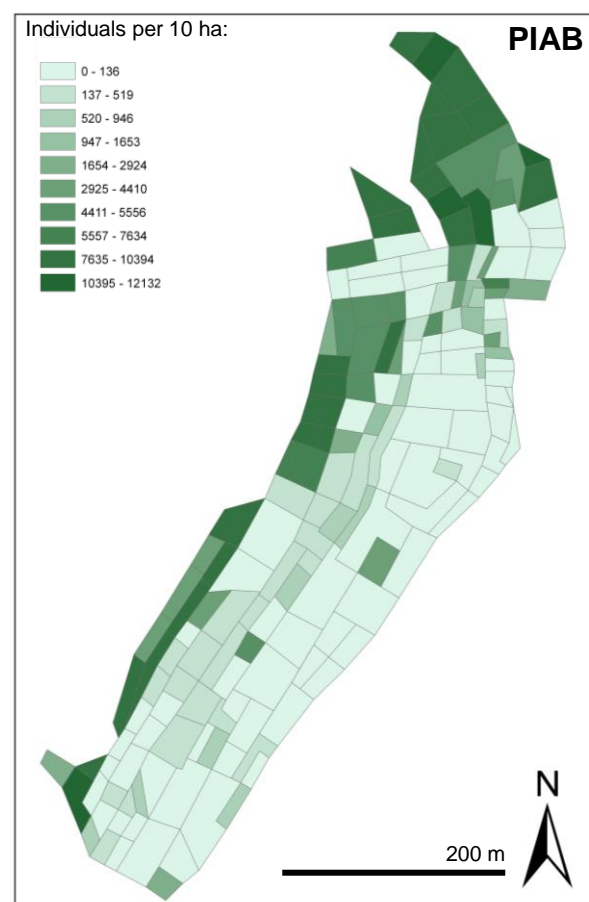 Individuals per 10 ha:
PIAB
0 - 136
137 - 519
520 - 946
947 - 1653
1654 - 2924
2925 - 4410
4411 - 5556
5557 - 7634
7635 - 10394
10395 - 12132
N
200 m